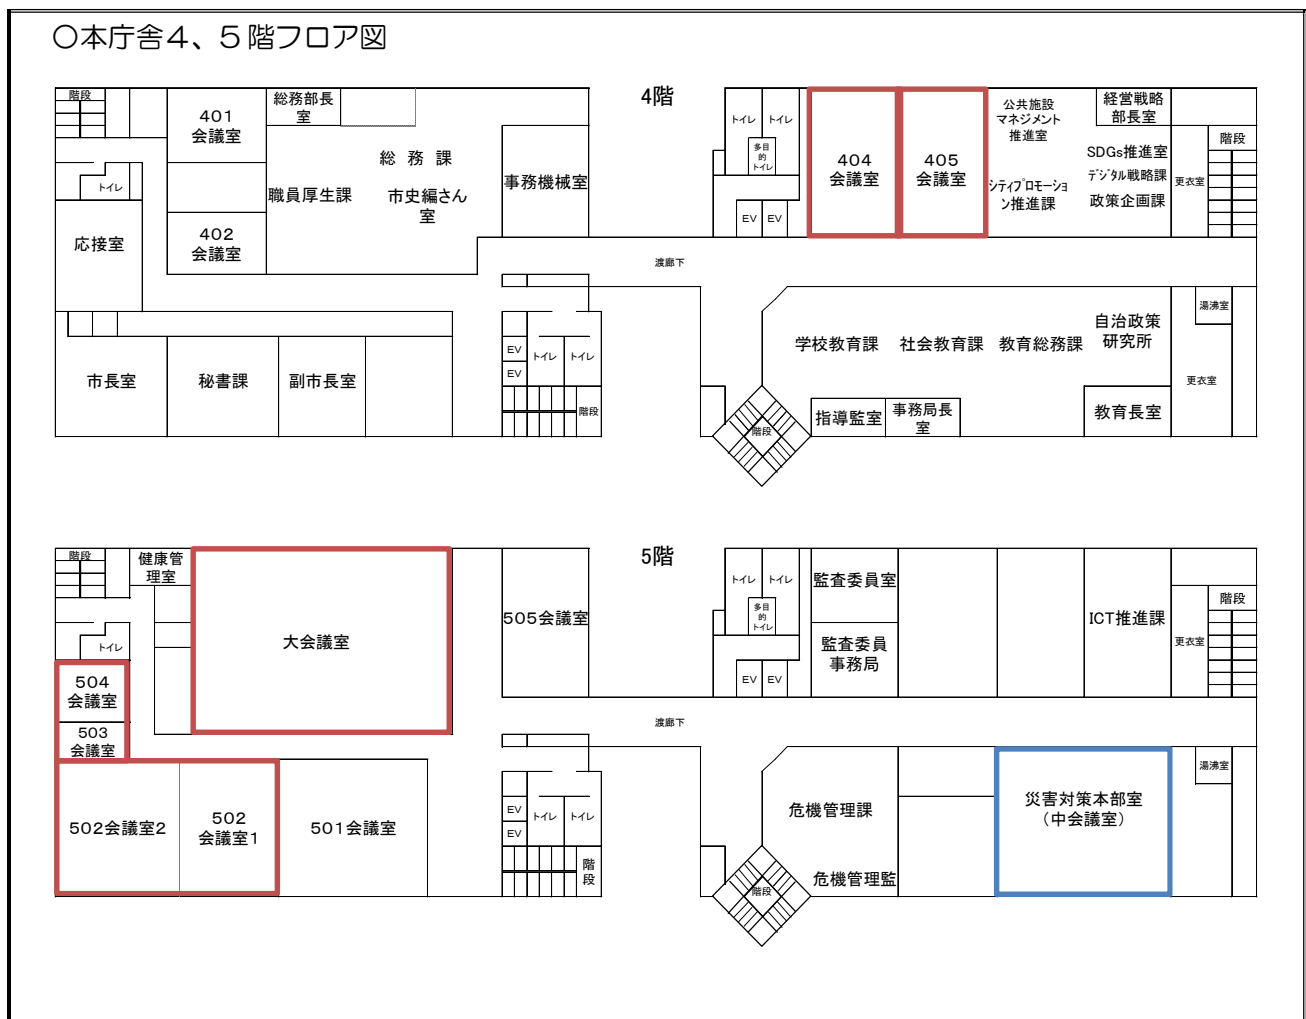 ○本庁舎４、５階フロア図
4階
階段
401
会議室
総務部長
室
総 務 課
職員厚生課
市史編さん
室
事務機械室
トイレ
応接室
402
会議室
市長室
秘書課
副市長室
EV
EV
トイレ
トイレ
階段
渡廊下
トイレ
トイレ
多目
的
トイレ
EV
EV
404
会議室
405
会議室
公共施設
マネジメント
推進室
経営戦略
部長室
SDGs推進室
デジタル戦略課
政策企画課
シティプロモーショ
ン推進課
更衣室
階段
学校教育課
社会教育課
教育総務課
自治政策
研究所
湯沸室
更衣室
階段
指導監室
事務局長
室
教育長室
5階
階段
健康管
理室
大会議室
505会議室
トイレ
504
会議室
503
会議室
502会議室2
502
会議室1
501会議室
EV
EV
トイレ
トイレ
階
段
渡廊下
トイレ
トイレ
多目
的
トイレ
EV
EV
監査委員室
監査委員
事務局
ICT推進課
更衣室
階段
危機管理課
危機管理監
階段
災害対策本部室
（中会議室）
湯沸室